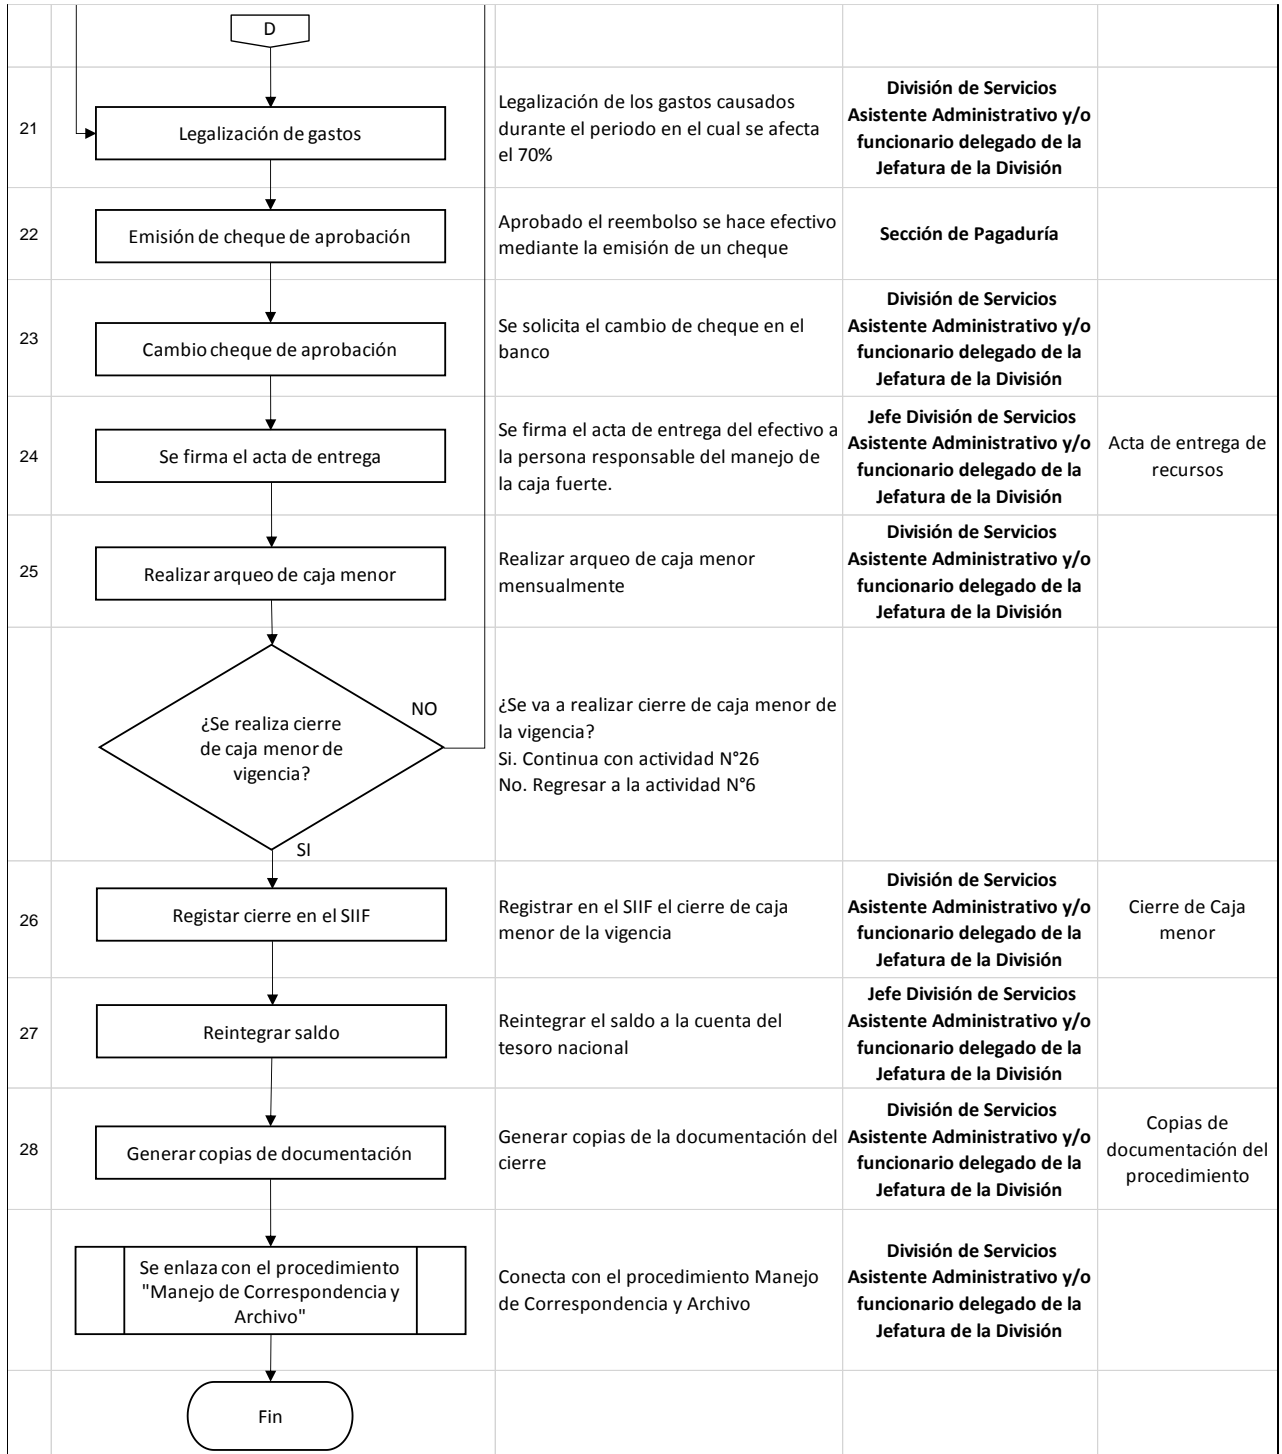 D
21
Legalización de gastos
Legalización de los gastos causados
durante el periodo en el cual se afecta
el 70%
División de Servicios
Asistente Administrativo y/o
funcionario delegado de la
Jefatura de la División
22
Emisión de cheque de aprobación
Aprobado el reembolso se hace efectivo
mediante la emisión de un cheque
Sección de Pagaduría
23
Cambio cheque de aprobación
Se solicita el cambio de cheque en el
banco
División de Servicios
Asistente Administrativo y/o
funcionario delegado de la
Jefatura de la División
24
Se firma el acta de entrega
Se firma el acta de entrega del efectivo a
la persona responsable del manejo de
la caja fuerte.
Jefe División de Servicios
Asistente Administrativo y/o
funcionario delegado de la
Jefatura de la División
Acta de entrega de
recursos
25
Realizar arqueo de caja menor
Realizar arqueo de caja menor
mensualmente
División de Servicios
Asistente Administrativo y/o
funcionario delegado de la
Jefatura de la División
¿Se realiza cierre
de caja menor de
vigencia?
NO
SI
¿Se va a realizar cierre de caja menor de
la vigencia?
Si. Continua con actividad N°26
No. Regresar a la actividad N°6
26
Registar cierre en el SIIF
Registrar en el SIIF el cierre de caja
menor de la vigencia
División de Servicios
Asistente Administrativo y/o
funcionario delegado de la
Jefatura de la División
Cierre de Caja
menor
27
Reintegrar saldo
Reintegrar el saldo a la cuenta del
tesoro nacional
Jefe División de Servicios
Asistente Administrativo y/o
funcionario delegado de la
Jefatura de la División
28
Generar copias de documentación
Generar copias de la documentación del
cierre
División de Servicios
Asistente Administrativo y/o
funcionario delegado de la
Jefatura de la División
Copias de
documentación del
procedimiento
Se enlaza con el procedimiento
"Manejo de Correspondencia y
Archivo"
Conecta con el procedimiento Manejo
de Correspondencia y Archivo
División de Servicios
Asistente Administrativo y/o
funcionario delegado de la
Jefatura de la División
Fin